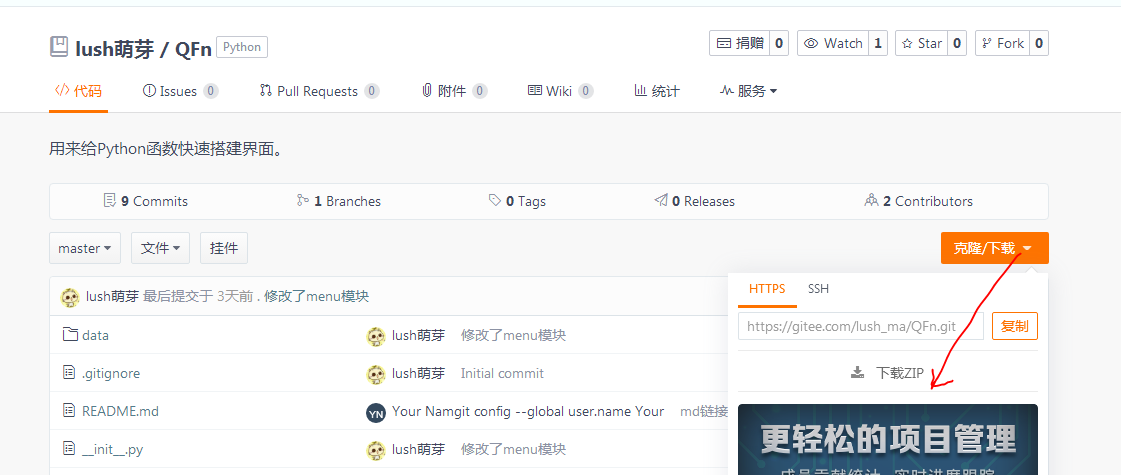 lush萌芽 / QFn Python 捐赠 0 Watch 1 Star 0 Fork 0
代码 Issues 0 Pull Requests 0 附件 0 Wiki 0 统计 服务
用来给Python函数快速搭建界面。
9 Commits 1 Branches 0 Tags 0 Releases 2 Contributors
master 文件 挂件 克隆/下载
HTTPS SSH
lush萌芽 最后提交于 3天前 . 修改了menu模块
https://gitee.com/lush_ma/QFn.git 复制
data lush萌芽 修改了menu模块
.gitignore lush萌芽 Initial commit
下载ZIP
README.md YN Your Namgit config --global user.name Your md链接
更轻松的项目管理
__init__.py lush萌芽 修改了menu模块
成员贡献统计 实时进度跟踪